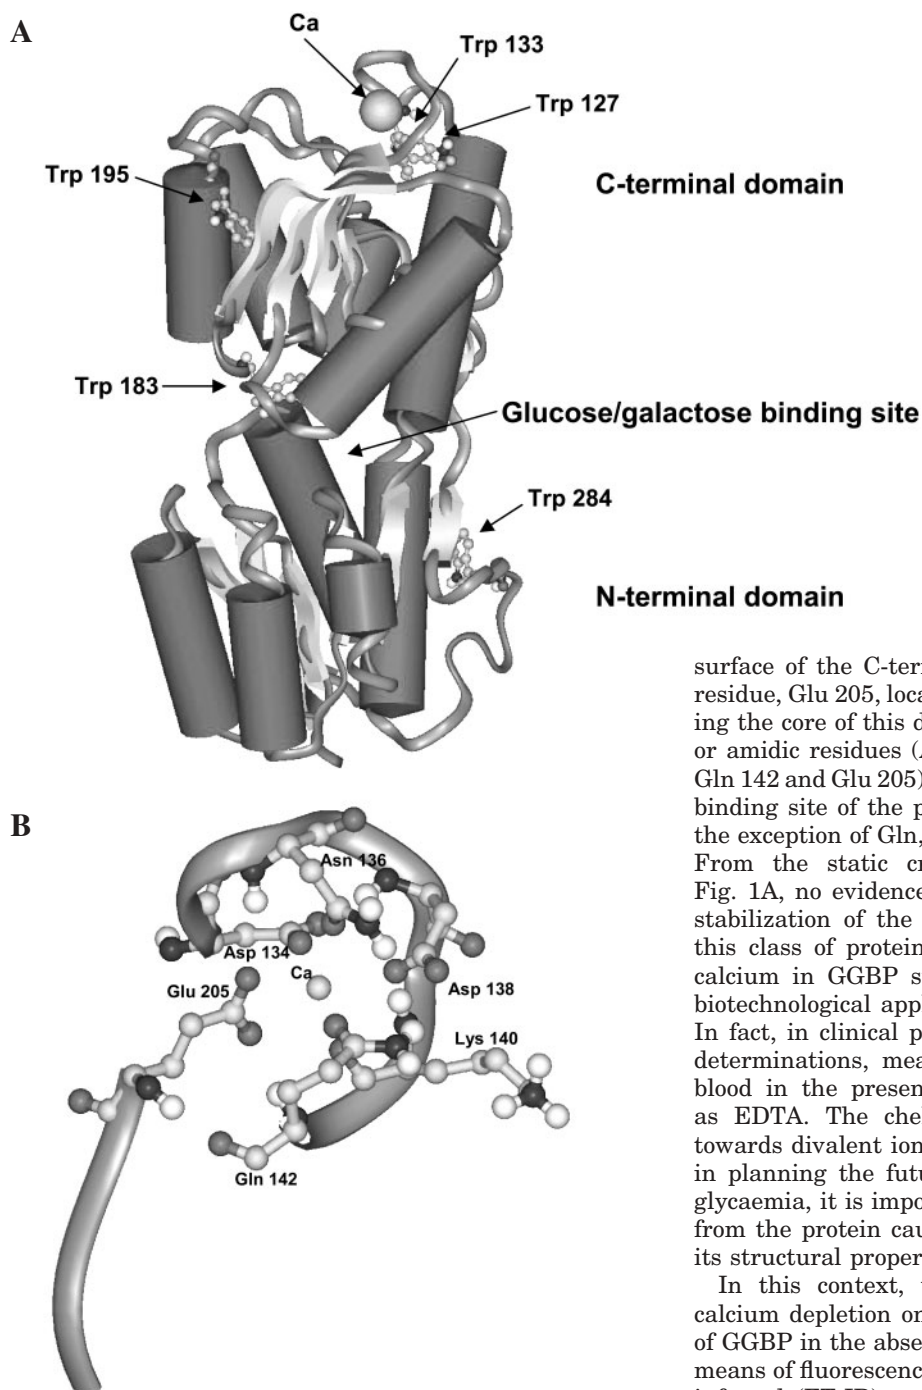 A
Ca
Trp 133
Trp 127
Trp 195
C-terminal domain
Trp 183
Glucose/galactose binding site
Trp 284
N-terminal domain
B
Asn 136
Asp 134
Ca
Glu 205
Asp 138
Lys 140
Gln 142
surface of the C-ter
residue, Glu 205, loca
ing the core of this d
or amidic residues (
Gln 142 and Glu 205)
binding site of the p
the exception of Gln,
From the static cr
Fig. 1A, no evidence
stabilization of the
this class of protein
calcium in GGBP s
biotechnological app
In fact, in clinical p
determinations, mea
blood in the presen
as EDTA. The che
towards divalent ion
in planning the futu
glycaemia, it is impo
from the protein cau
its structural proper
In this context,
calcium depletion on
of GGBP in the abse
means of fluorescenc